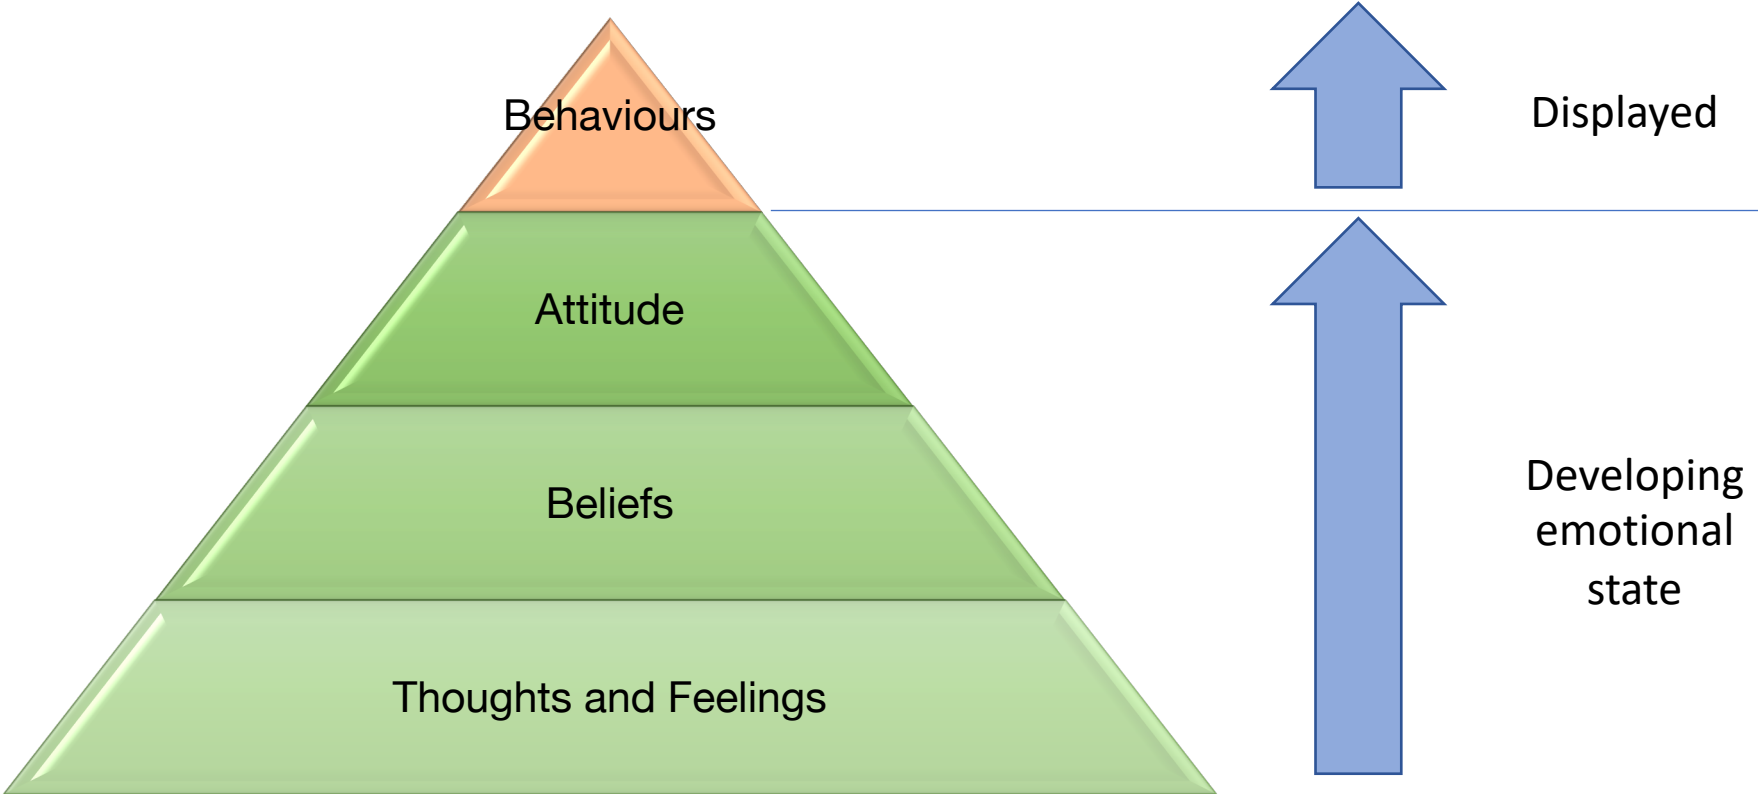 Behaviours
Displayed
Attitude
Beliefs
Developing
emotional
state
Thoughts and Feelings